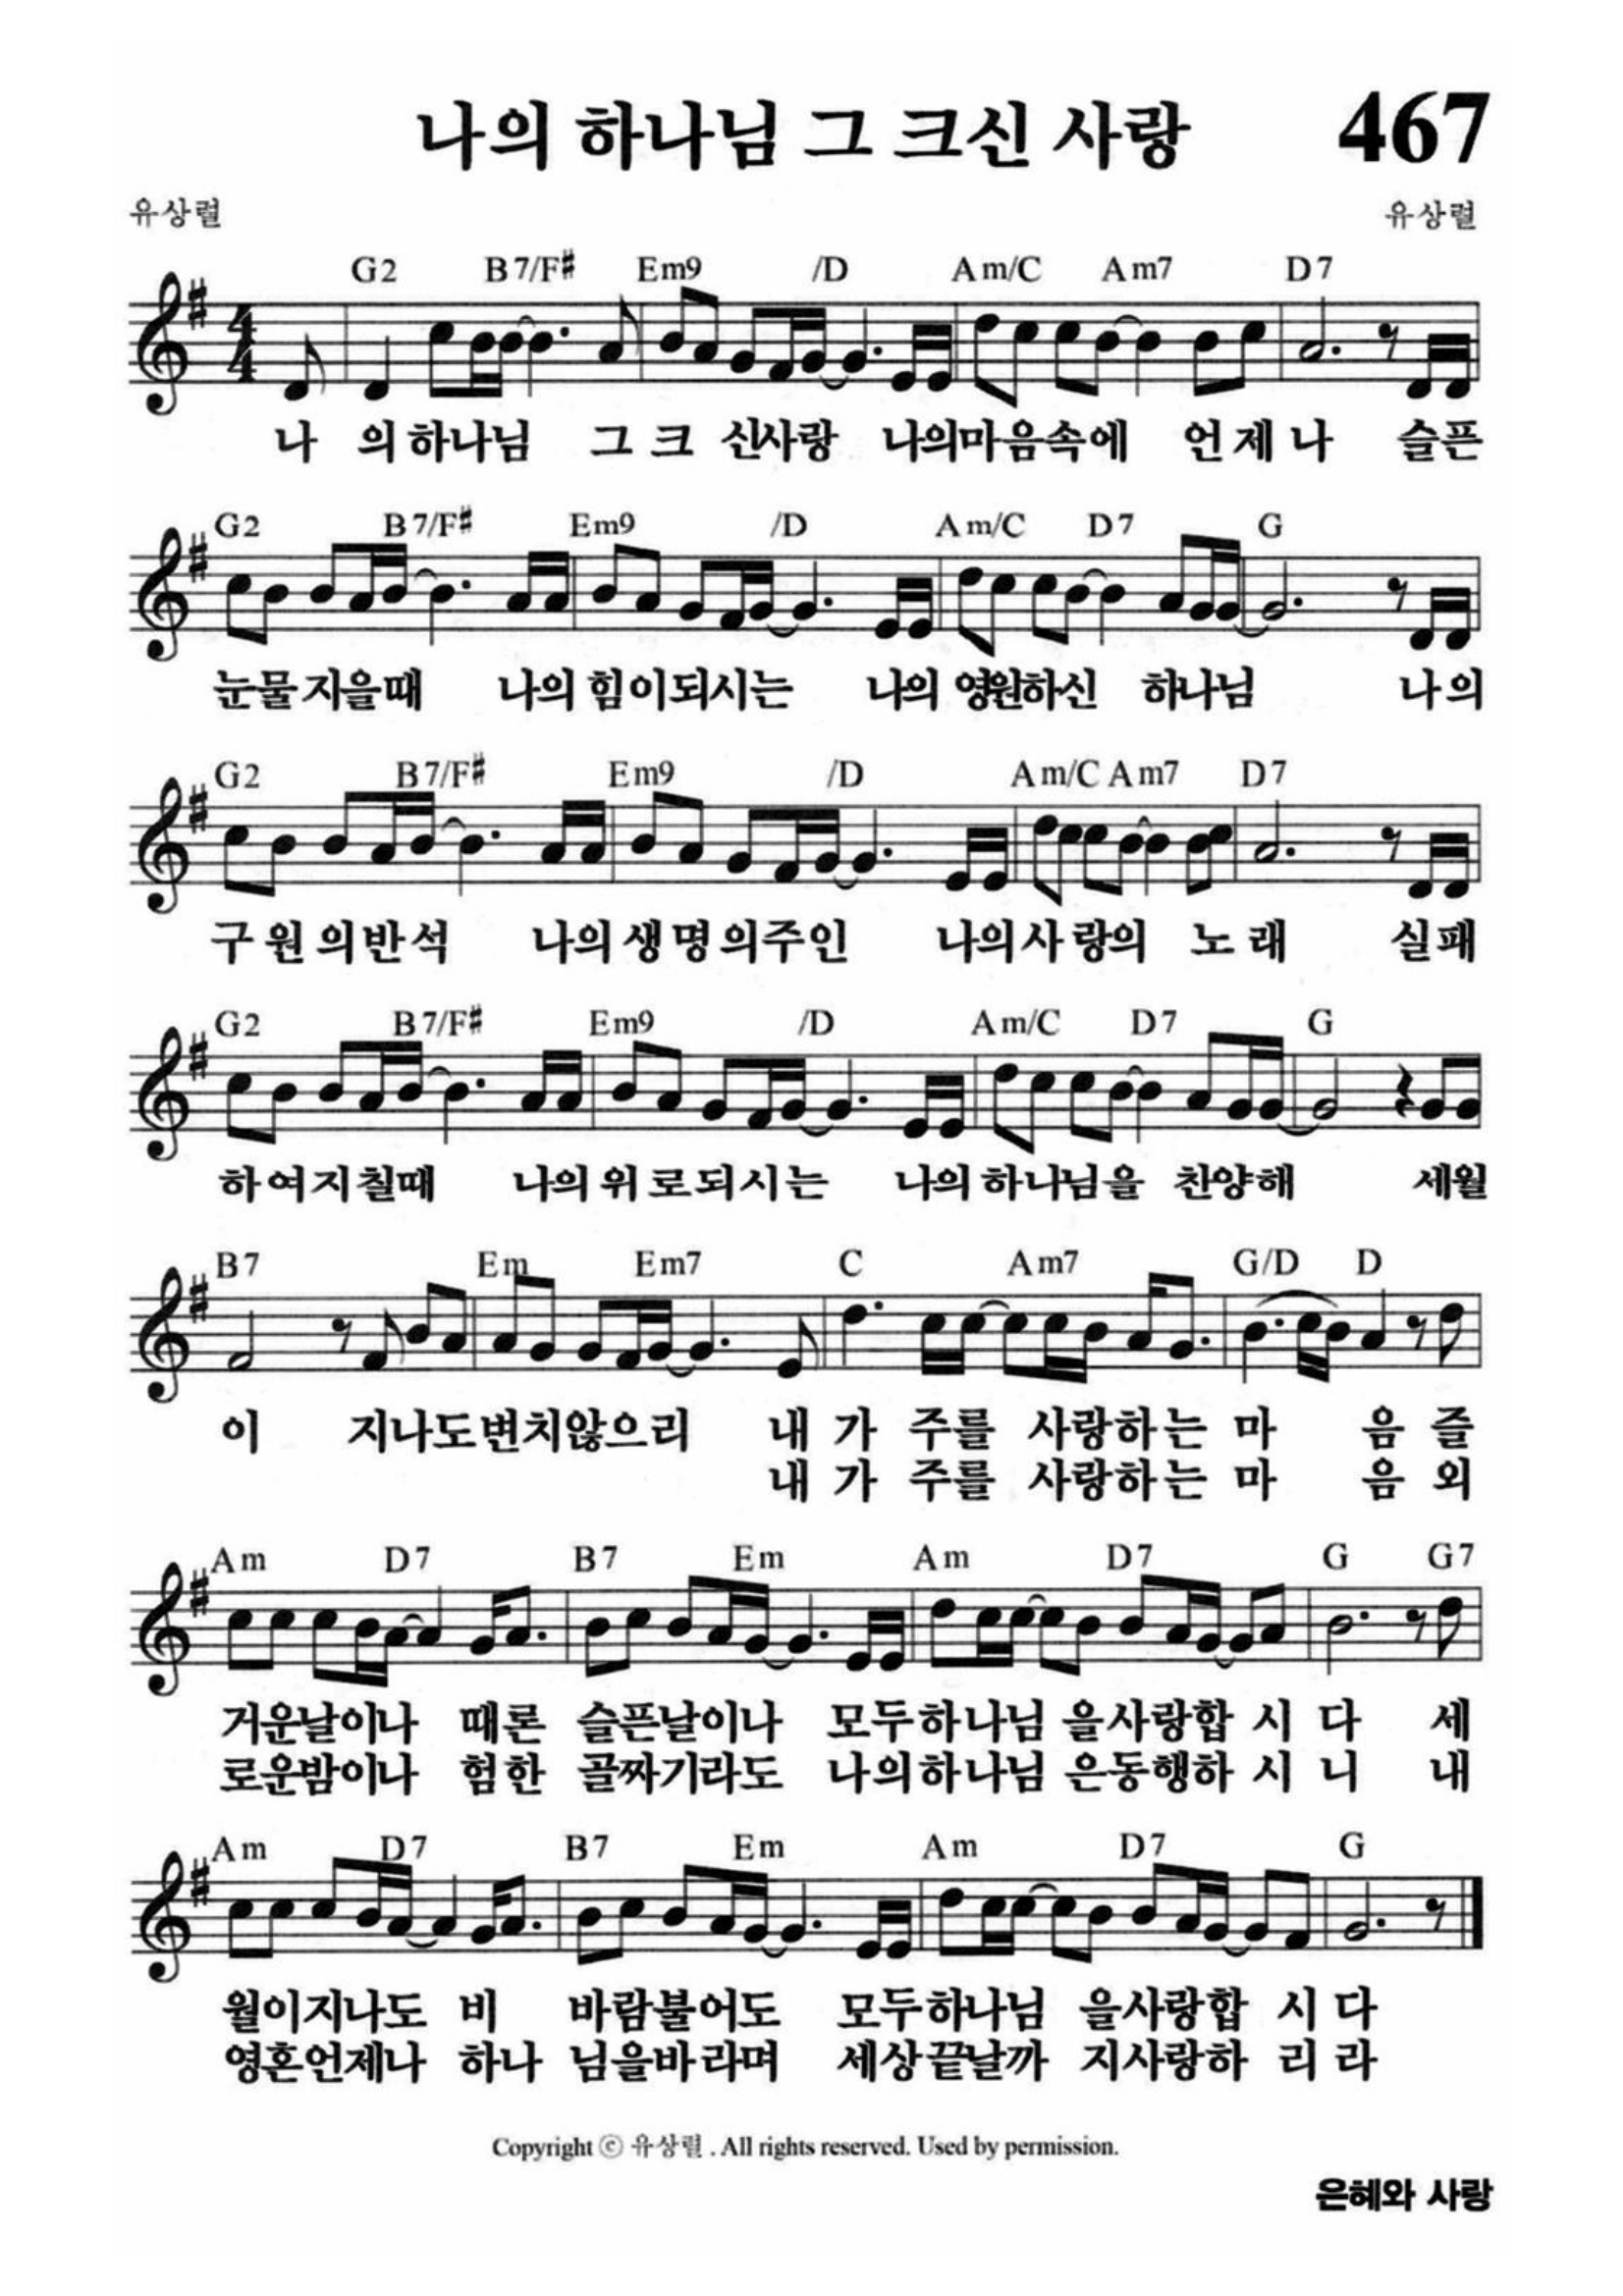 나의 하나님 그 크신 사랑 467
유상렬 유상렬
G2 B7/F# Em9 /D Am/C Am7 D7
나 의하나님 그크 신사랑 나의마음속에 언제나 슬픈
G2 B7/F# Em9 /D Am/C D7 G
눈물지을때 나의힘이되시는 나의영원하신 하나님 나의
G2 B7/F# Em9 /D Am/C Am7 D7
구원의반석 나의생명의주인 나의사랑의 노래 실패
G2 B7/F# Em9 /D Am/C D7 G
하여지칠때 나의위로되시는 나의하나님을 찬양해 세월
B7 Em Em7 C Am7 G/D D
이 지나도변치않으리 내가 주를 사랑하는 마 음 즐
내가 주를 사랑하는 마 음 외
Am D7 B7 Em Am D7 G G7
거운날이나 때론 슬픈날이나 모두하나님 을사랑합 시 다 세
로운밤이나 험한 골짜기라도 나의하나님 은동행하 시 니 내
Am D7 B7 Em Am D7 G
월이지나도 비 바람불어도 모두하나님 을사랑합 시 다
영혼언제나 하나 님을바라며 세상끝날까 지사랑하 리 라
Copyright ⓒ 유상렬 . All rights reserved. Used by permission.
은혜와 사랑